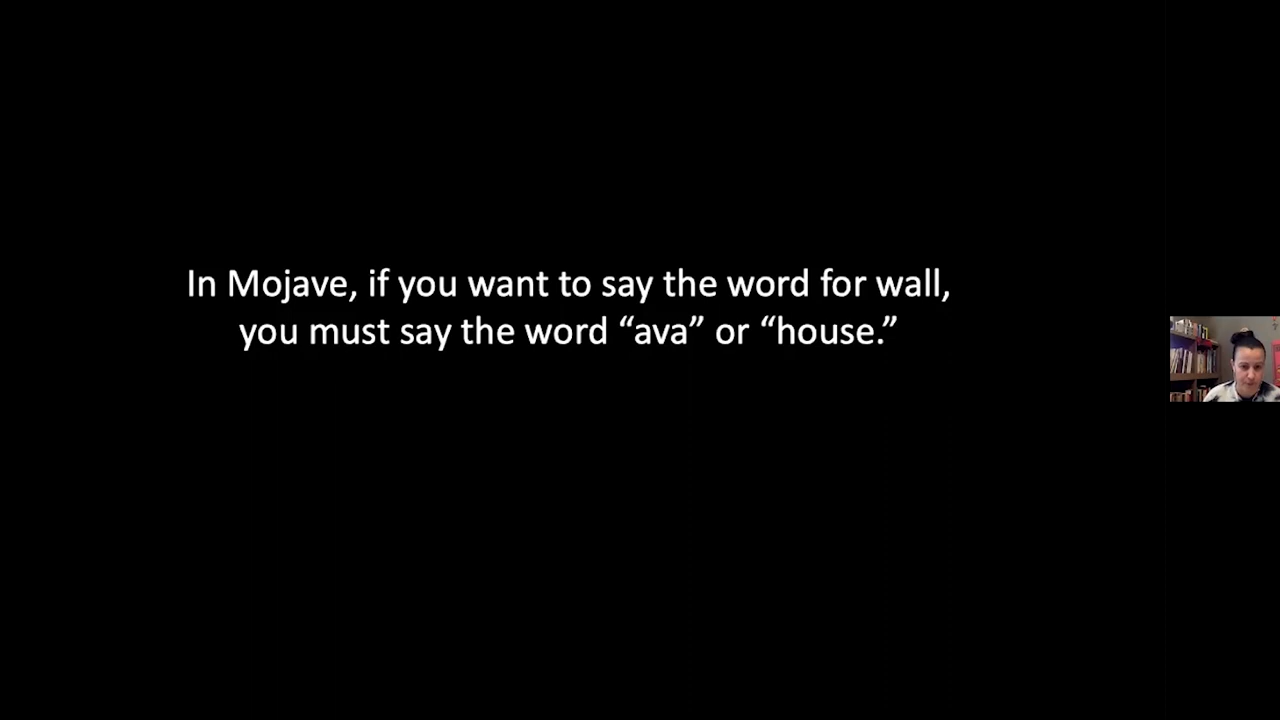 In Mojave, if you want to say the word for wall,
you must say the word “ava” or “house.”